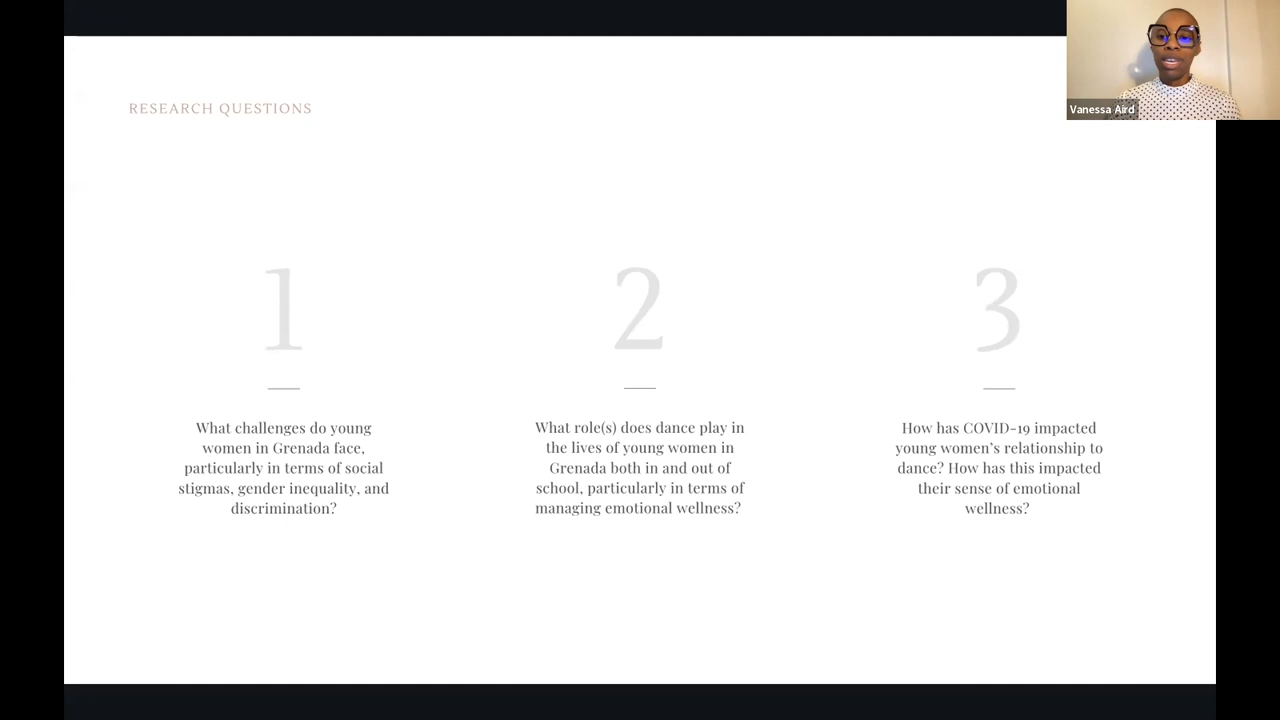 RESEARCH QUESTIONS
Vanessa Aird
1
What challenges do young
women in Grenada face,
particularly in terms of social
stigmas, gender inequality, and
discrimination?
2
What role(s) does dance play in
the lives of young women in
Grenada both in and out of
school, particularly in terms of
managing emotional wellness?
3
How has COVID-19 impacted
young women’s relationship to
dance? How has this impacted
their sense of emotional
wellness?